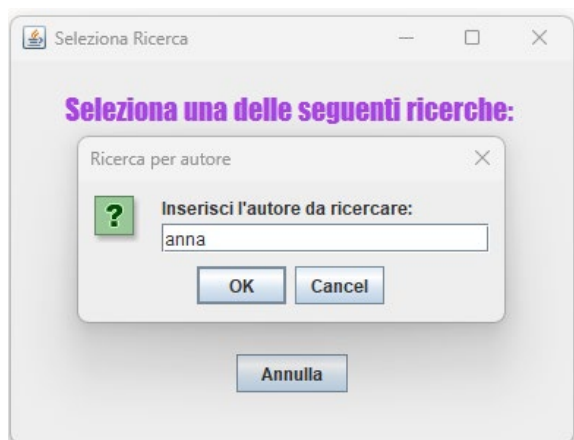 Seleziona Ricerca
Seleziona una delle seguenti ricerche:
Ricerca per autore
?
Inserisci l'autore da ricercare:
anna
OK Cancel
Annulla